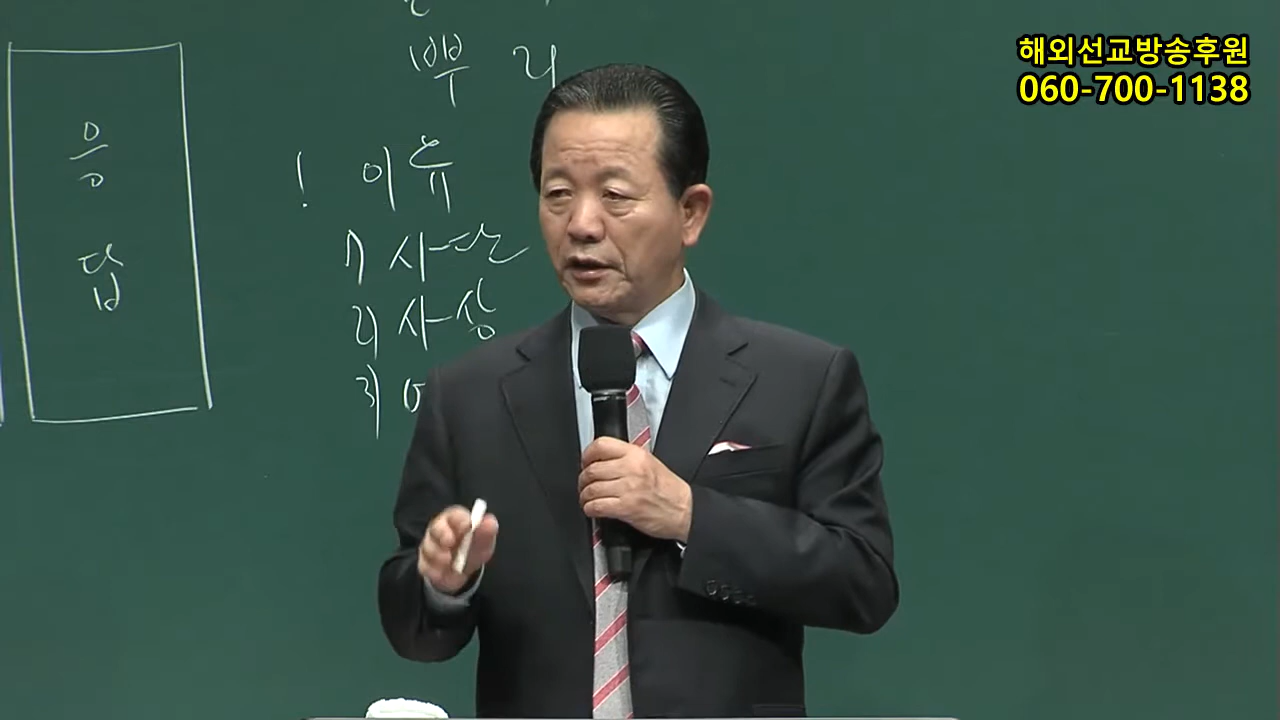 해외선교방송후원
060-700-1138
뿌리
응답
! 이유
1) 사단
2) 사상
3)